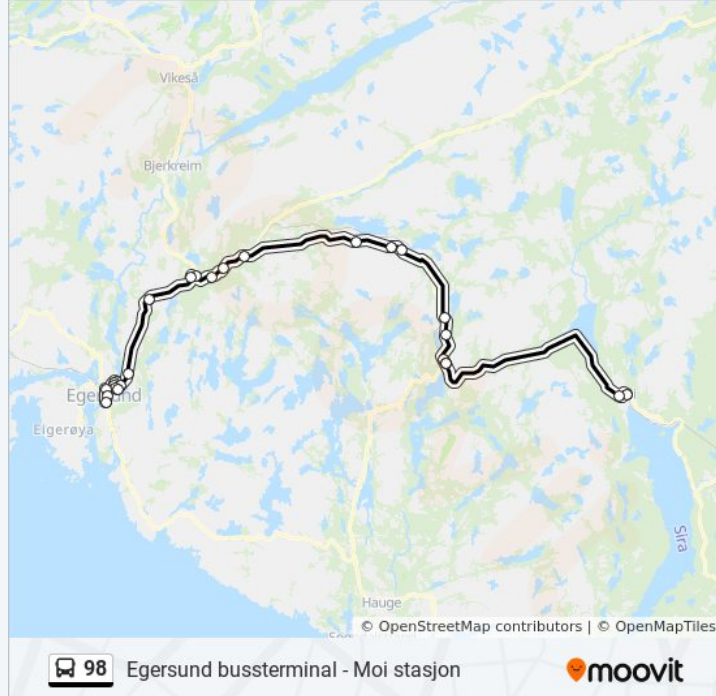 Vikeså
Bjerkreim
Egersund
Eigerøya
Sira
Hauge
© OpenStreetMap contributors | © OpenMapTiles
98 Egersund bussterminal - Moi stasjon moovit